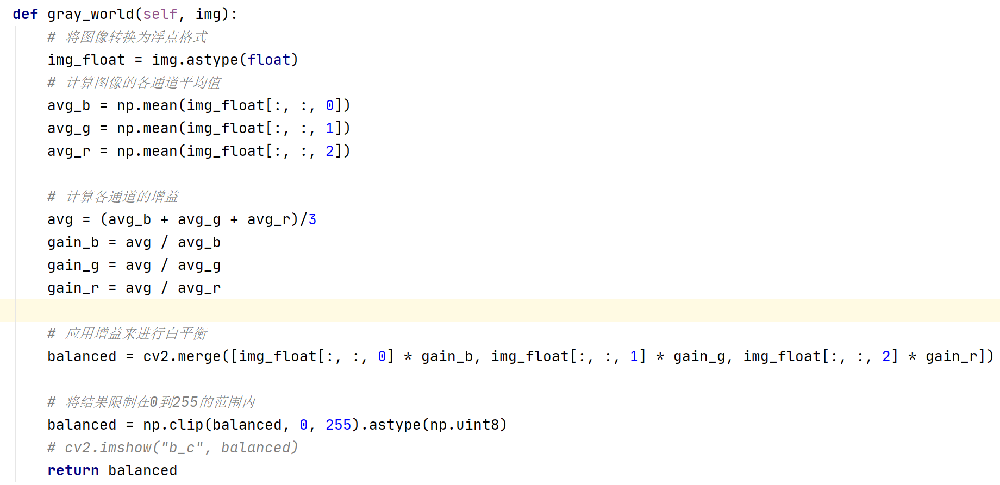 def gray_world(self, img):
# 将图像转换为浮点格式
img_float = img.astype(float)
# 计算图像的各通道平均值
avg_b = np.mean(img_float[:, :, 0])
avg_g = np.mean(img_float[:, :, 1])
avg_r = np.mean(img_float[:, :, 2])
# 计算各通道的增益
avg = (avg_b + avg_g + avg_r)/3
gain_b = avg / avg_b
gain_g = avg / avg_g
gain_r = avg / avg_r
# 应用增益来进行白平衡
balanced = cv2.merge([img_float[:, :, 0] * gain_b, img_float[:, :, 1] * gain_g, img_float[:, :, 2] * gain_r])
# 将结果限制在0到255的范围内
balanced = np.clip(balanced, 0, 255).astype(np.uint8)
# cv2.imshow("b_c", balanced)
return balanced